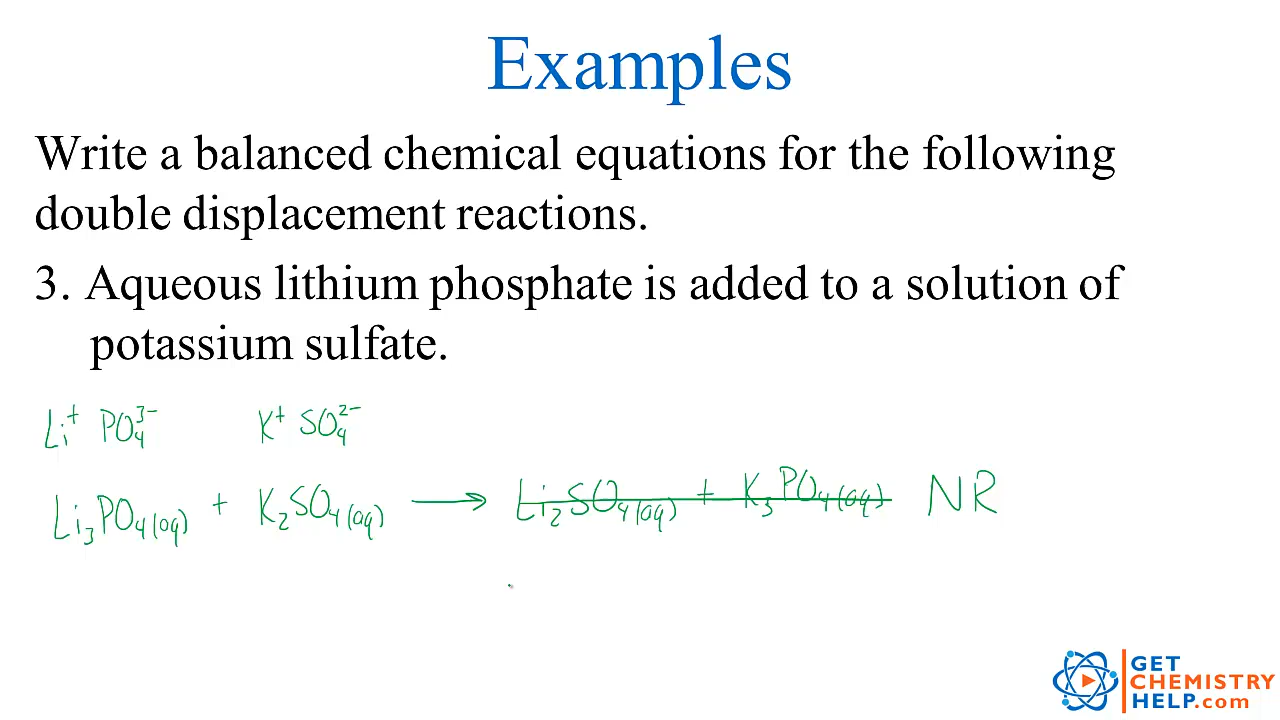 Examples
Write a balanced chemical equations for the following
double displacement reactions.
3. Aqueous lithium phosphate is added to a solution of
potassium sulfate.
Li⁺ PO₄³⁻ K⁺ SO₄²⁻
Li₃PO₄(aq) + K₂SO₄(aq) → Li₂SO₄(aq) + K₃PO₄(aq) NR
GET
CHEMISTRY
HELP.com